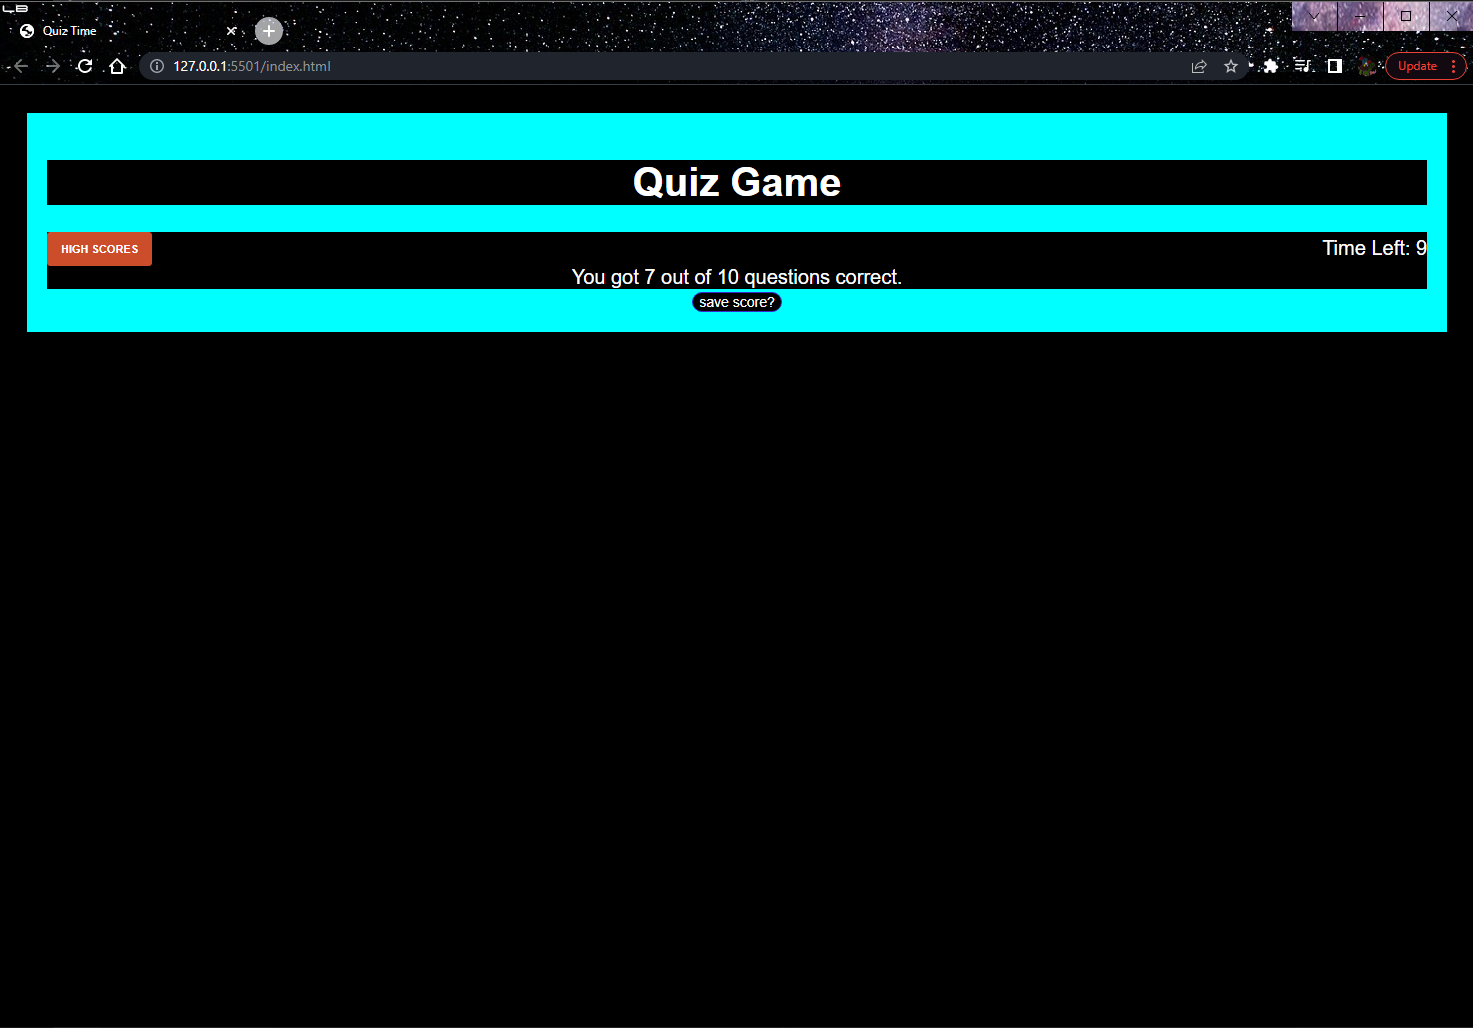 Quiz Time
127.0.0.1:5501/index.html
Update
Quiz Game
HIGH SCORES
Time Left: 9
You got 7 out of 10 questions correct.
save score?